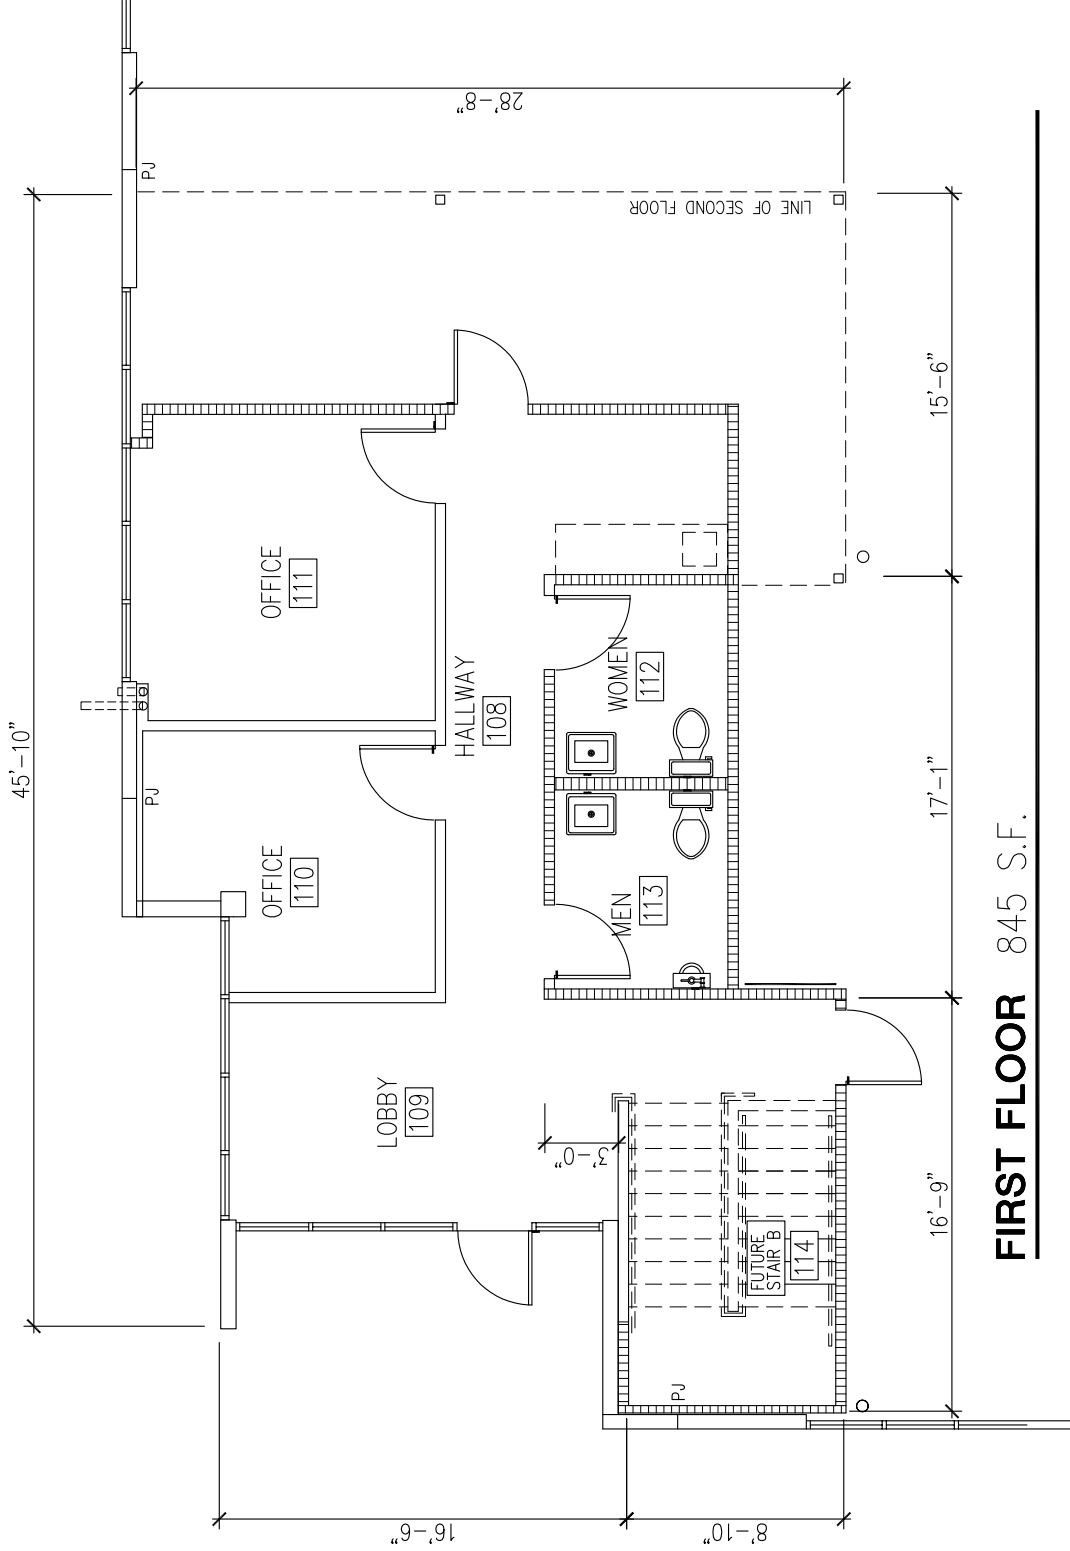 45'-10"
28'-8"
PJ
LINE OF SECOND FLOOR
15'-6"
OFFICE
111
HALLWAY
108
WOMEN
112
17'-1"
PJ
OFFICE
110
MEN
113
LOBBY
109
3'-0"
FUTURE
STAIR B
114
16'-9"
PJ
16'-6"
8'-10"
FIRST FLOOR 845 S.F.